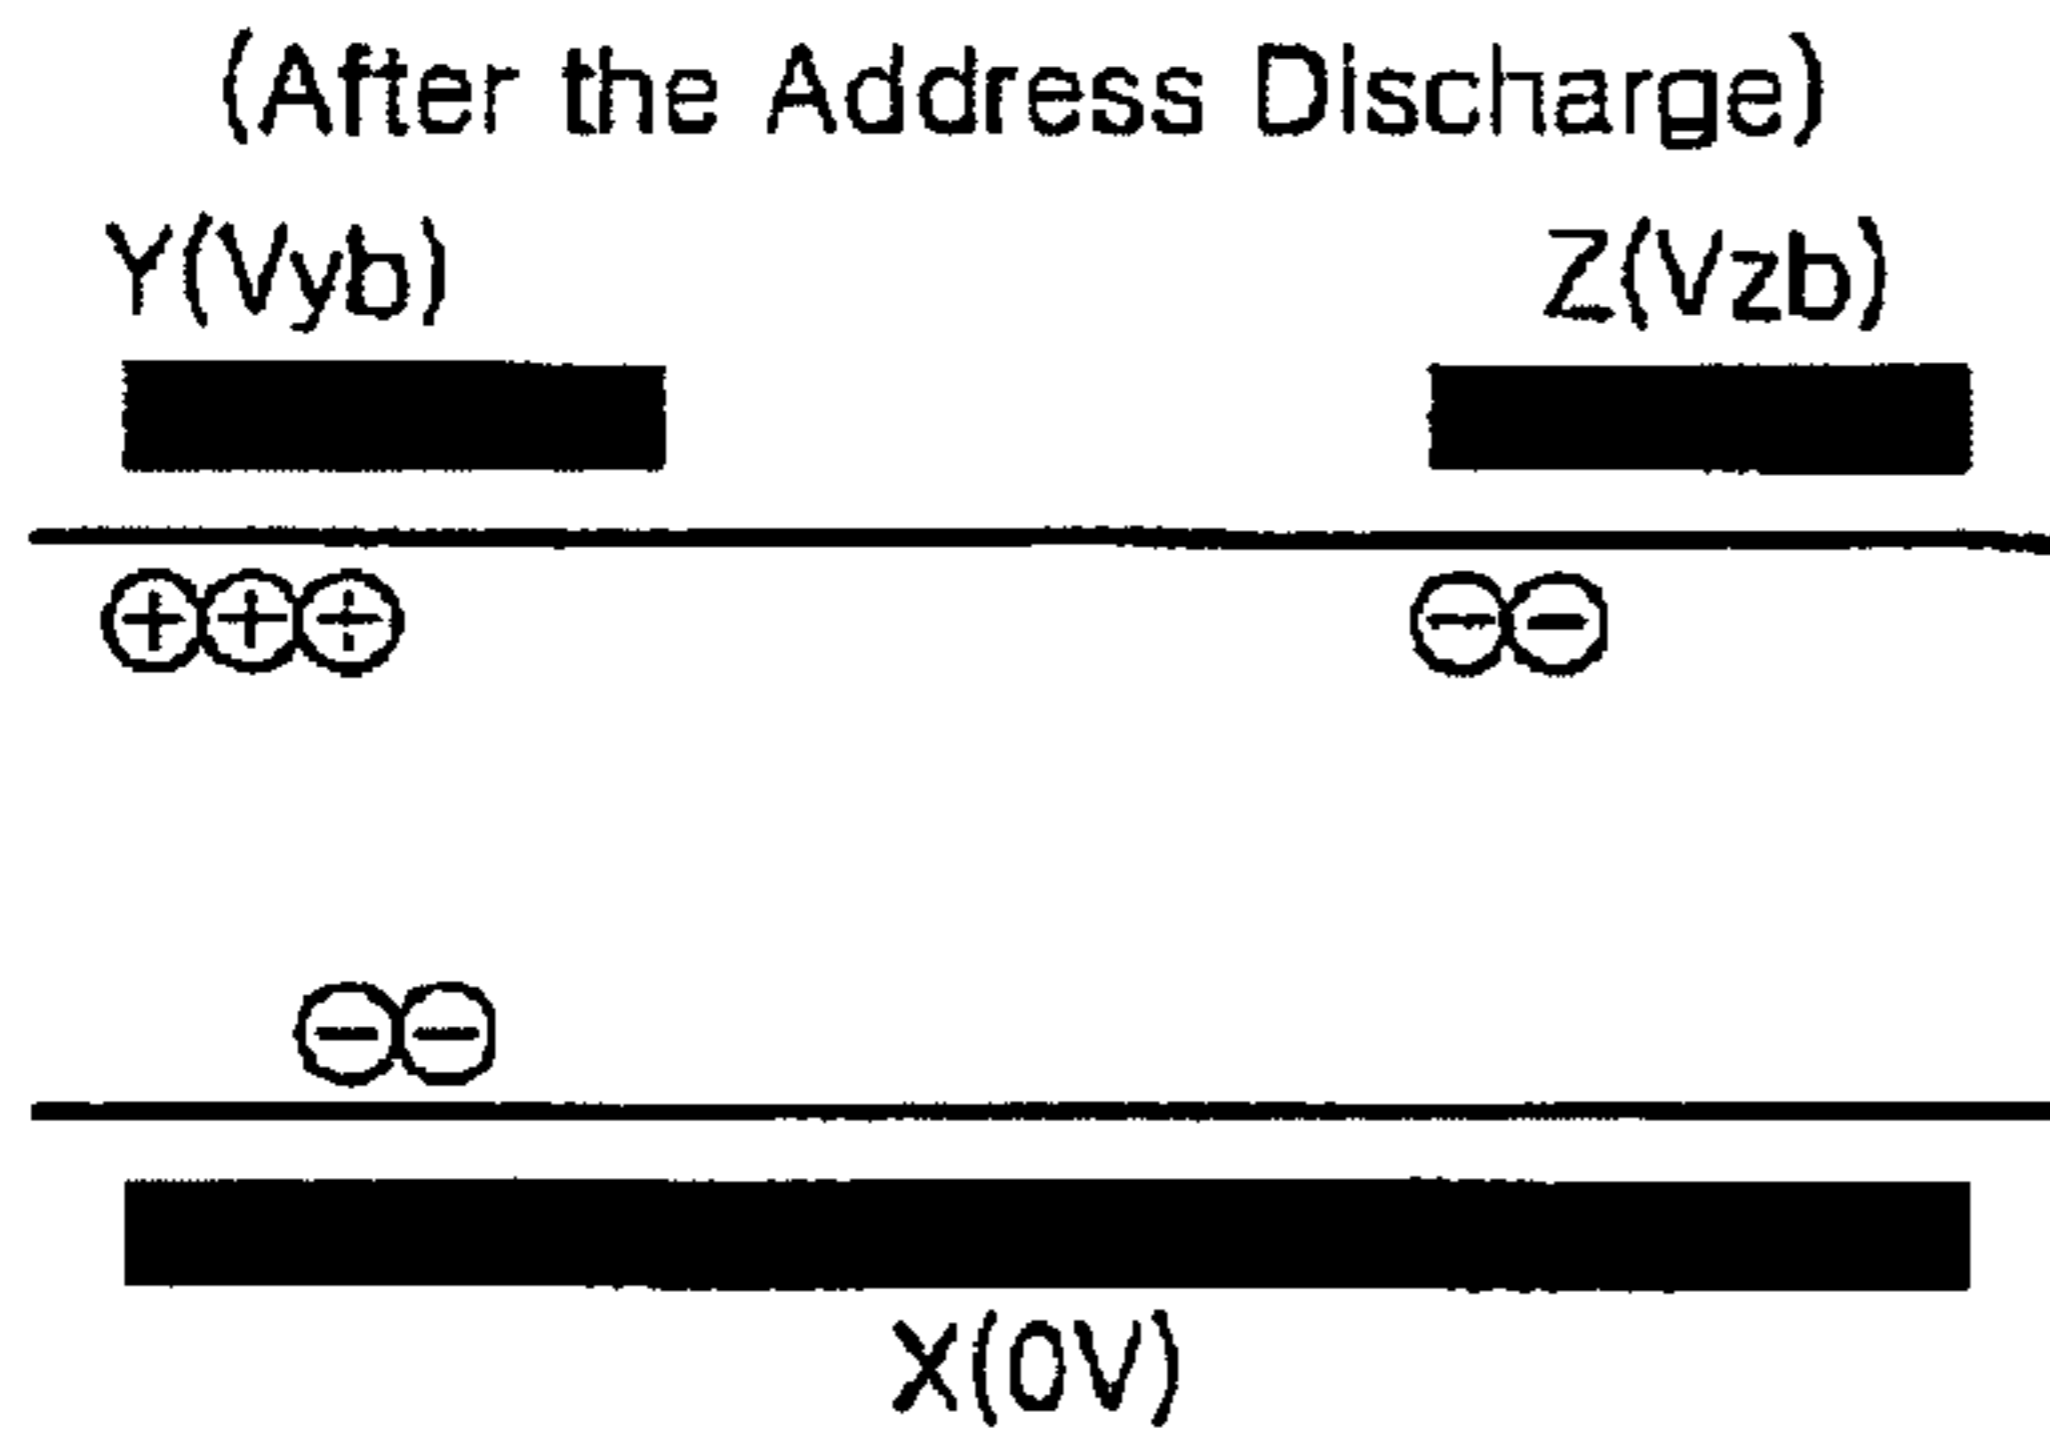 (After the Address Discharge)
Y(Vyb) Z(Vzb)
+ + + - -
- -
X(0V)